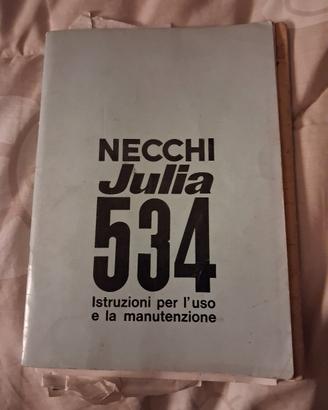 NECCHI
Julia
534
Istruzioni per l'uso
e la manutenzione